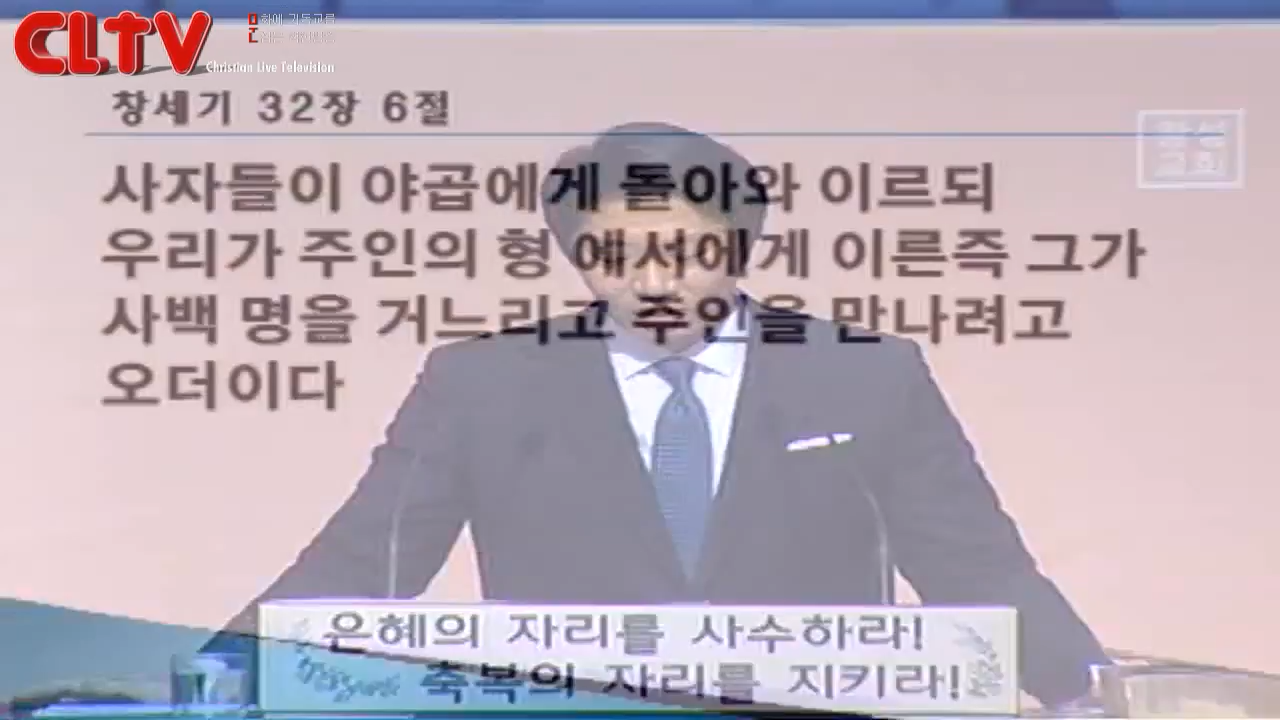 CLTV
Christian Live Television
창세기 32장 6절
사자들이 야곱에게 돌아와 이르되
우리가 주인의 형 에서에게 이른즉 그가
사백 명을 거느리고 주인을 만나려고
오더이다
교회
은혜의 자리를 사수하라!
축복의 자리를 지키라!